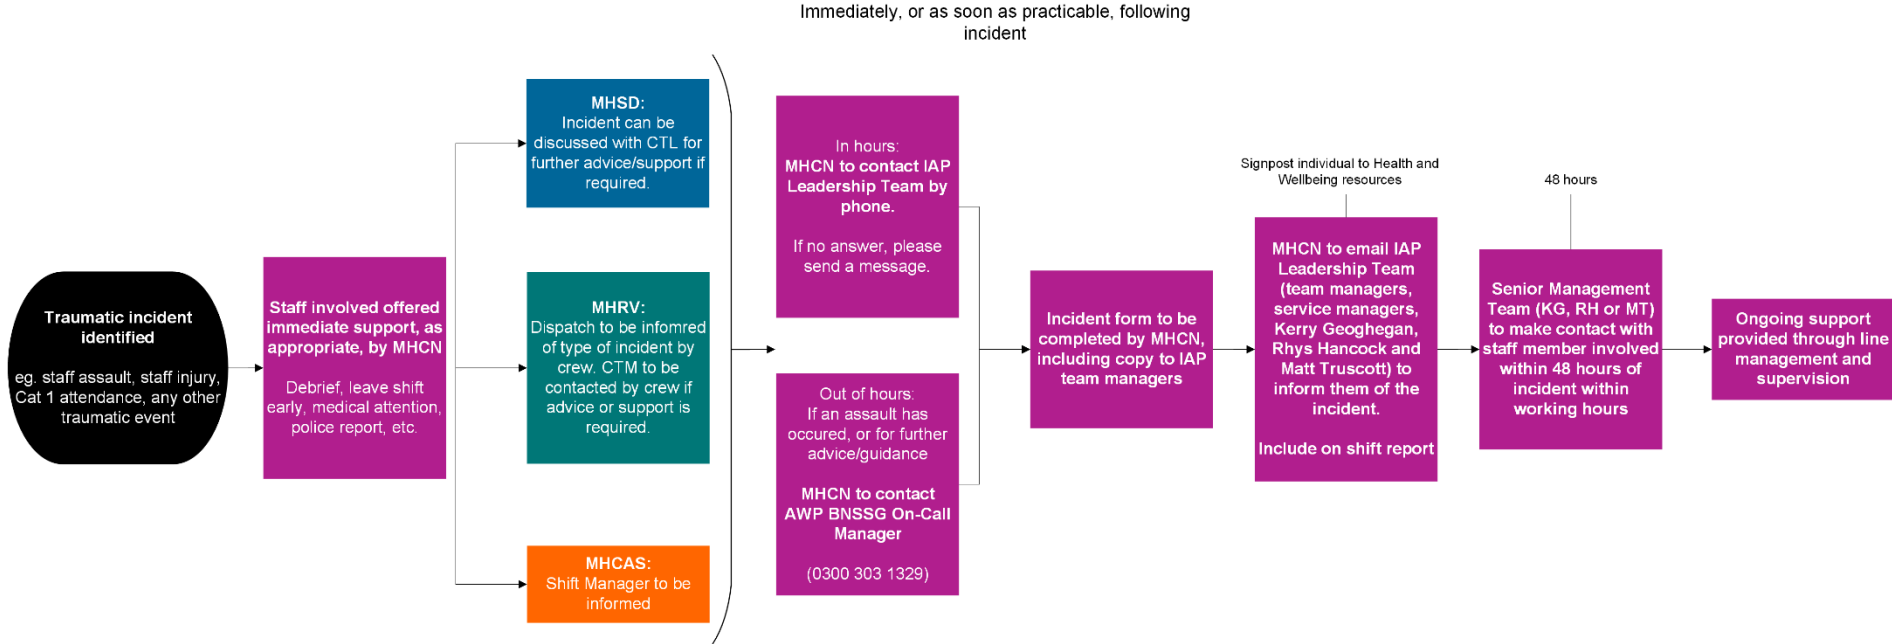 Immediately, or as soon as practicable, following
incident
Traumatic incident
identified
eg. staff assault, staff injury,
Cat 1 attendance, any other
traumatic event
Staff involved offered
immediate support, as
appropriate, by MHCN
Debrief, leave shift
early, medical attention,
police report, etc.
MHSD:
Incident can be
discussed with CTL for
further advice/support if
required.
MHRV:
Dispatch to be infomred
of type of incident by
crew. CTM to be
contacted by crew if
advice or support is
required.
MHCAS:
Shift Manager to be
informed
In hours:
MHCN to contact IAP
Leadership Team by
phone.
If no answer, please
send a message.
Out of hours:
If an assault has
occured, or for further
advice/guidance
MHCN to contact
AWP BNSSG On-Call
Manager
(0300 303 1329)
Incident form to be
completed by MHCN,
including copy to IAP
team managers
Signpost individual to Health and
Wellbeing resources
MHCN to email IAP
Leadership Team
(team managers,
service managers,
Kerry Geoghegan,
Rhys Hancock and
Matt Truscott) to
inform them of the
incident.
Include on shift report
48 hours
Senior Management
Team (KG, RH or MT)
to make contact with
staff member involved
within 48 hours of
incident within
working hours
Ongoing support
provided through line
management and
supervision